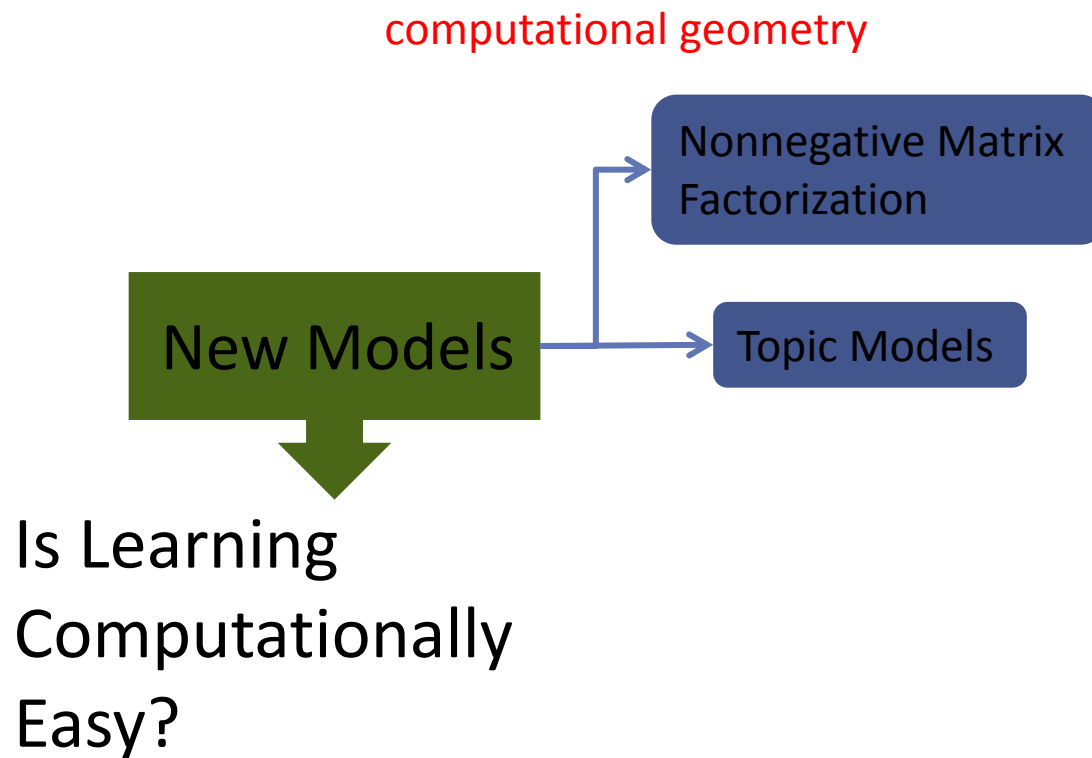 computational geometry
Nonnegative Matrix
Factorization
New Models
Topic Models
Is Learning
Computationally
Easy?